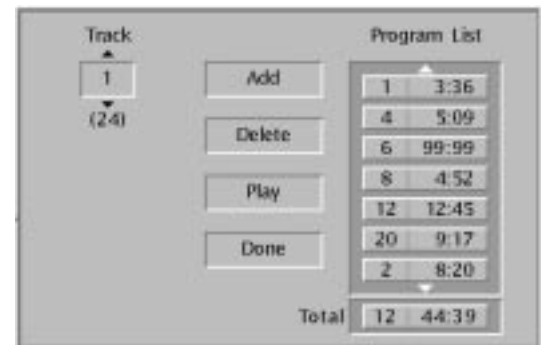 Track
1
(24)
Add
Delete
Play
Done
Program List
1 3:36
4 5:09
6 99:99
8 4:52
12 12:45
20 9:17
2 8:20
Total 12 44:39